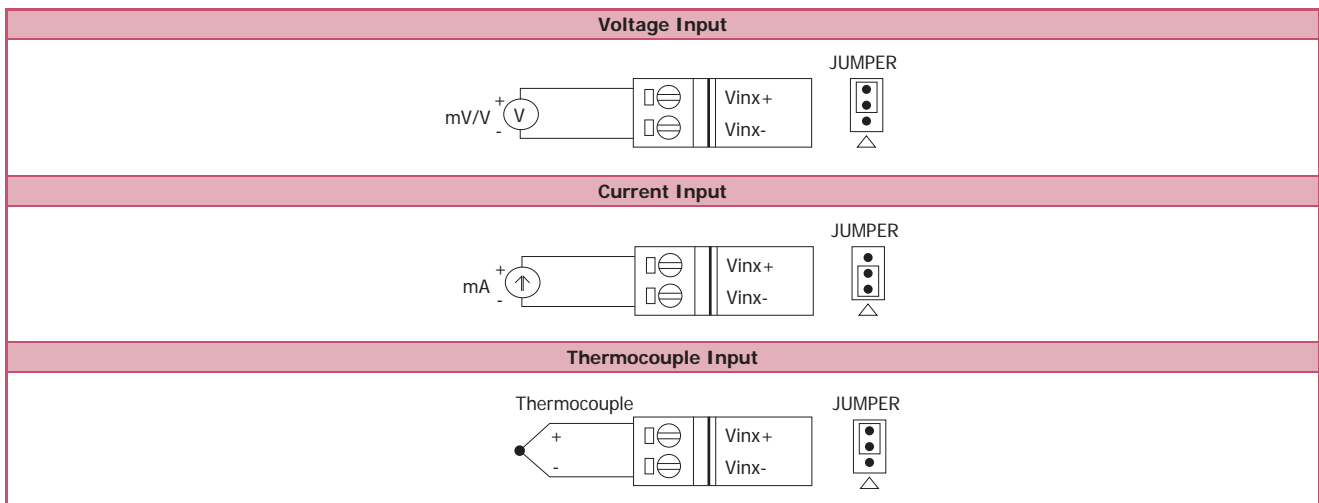 Voltage Input
JUMPER
mV/V + V -
Vinx+
Vinx-
Current Input
JUMPER
mA + -
Vinx+
Vinx-
Thermocouple Input
Thermocouple
JUMPER
+
Vinx+
-
Vinx-